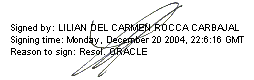 Signed by: LILIAN DEL CARMEN ROCCA CARBAJAL
Signing time: Monday, December 20 2004, 22:6:16 GMT
Reason to sign: Resol. ORACLE